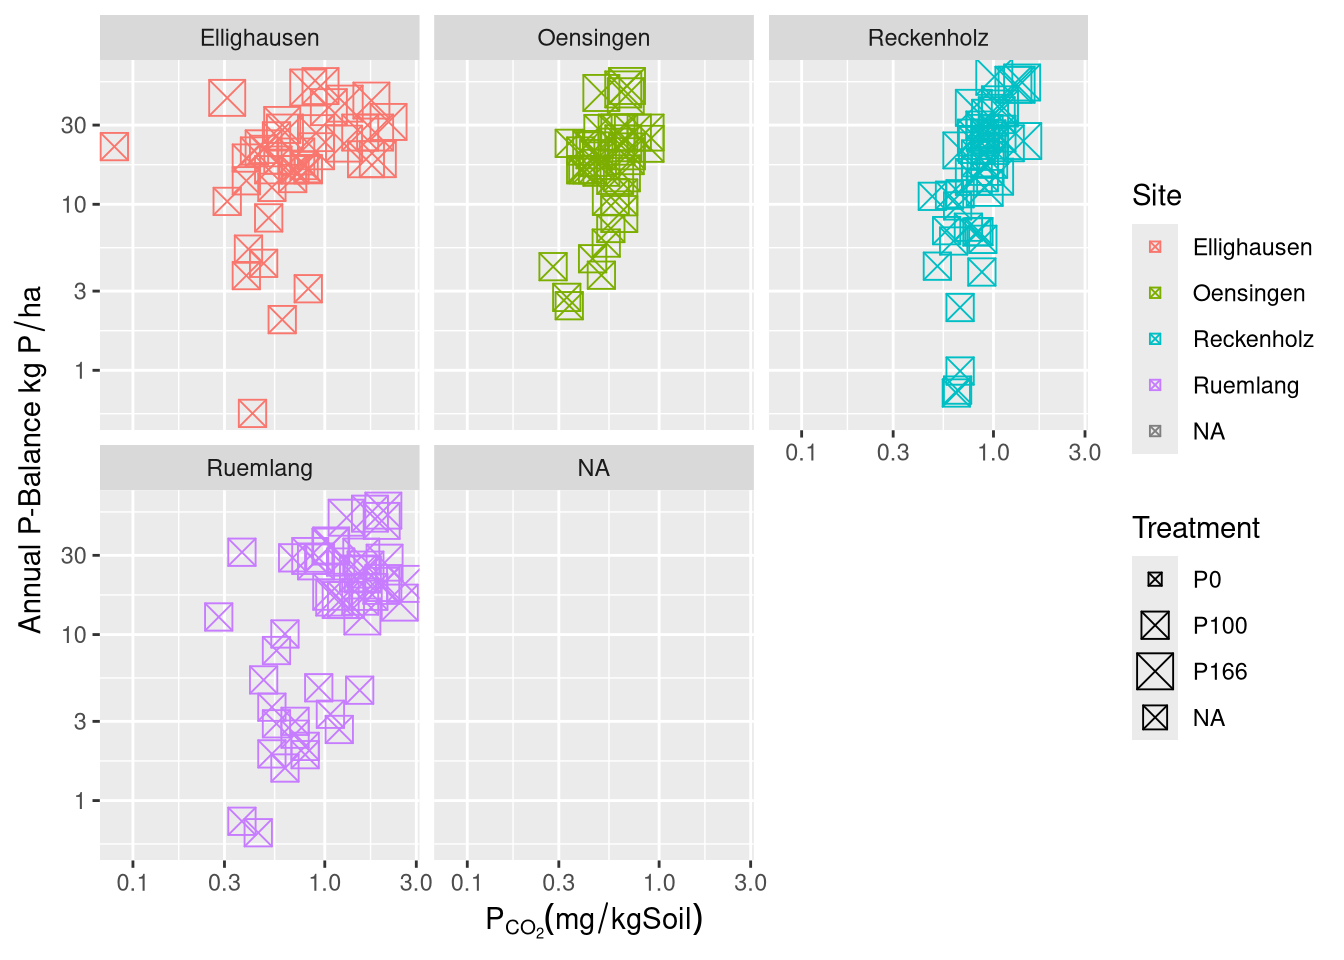 Ellighausen
Oensingen
Reckenholz
30
10
3
1
0.1
0.3
1.0
3.0
Ruemlang
NA
30
10
3
1
0.1
0.3
1.0
3.0
0.1
0.3
1.0
3.0
Annual P-Balance kg P/ha
P_CO₂(mg/kgSoil)
Site
Ellighausen
Oensingen
Reckenholz
Ruemlang
NA
Treatment
P0
P100
P166
NA